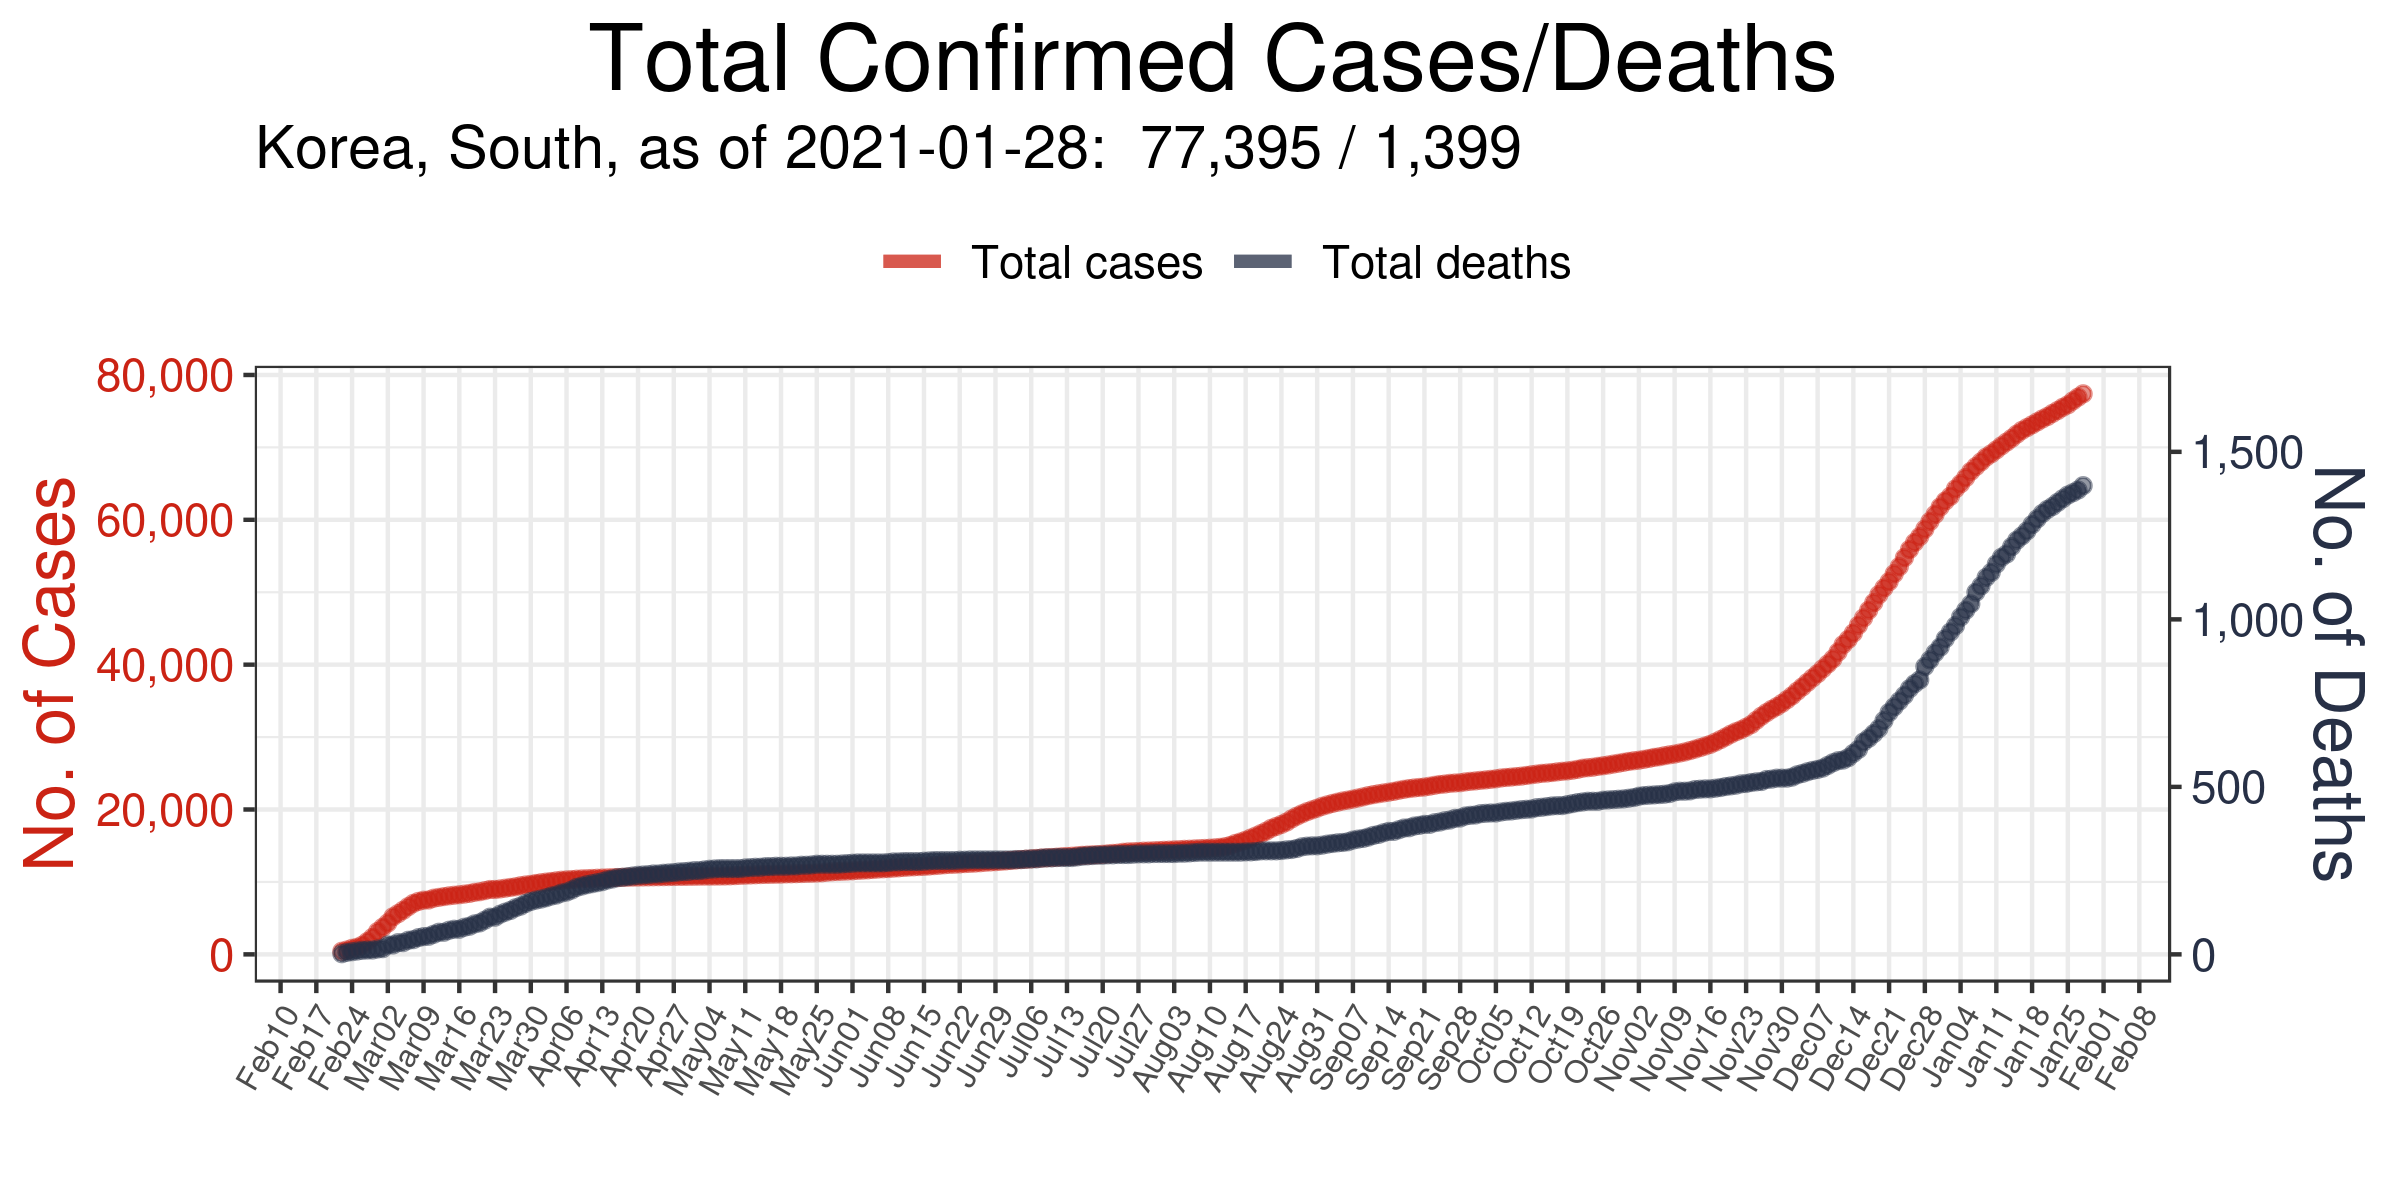 Total Confirmed Cases/Deaths
Korea, South, as of 2021-01-28:  77,395 / 1,399
Total cases
Total deaths
No. of Cases
80,000
60,000
40,000
20,000
0
1,500
1,000
500
0
No. of Deaths
Feb10
Feb17
Feb24
Mar02
Mar09
Mar16
Mar23
Mar30
Apr06
Apr13
Apr20
Apr27
May04
May11
May18
May25
Jun01
Jun08
Jun15
Jun22
Jun29
Jul06
Jul13
Jul20
Jul27
Aug03
Aug10
Aug17
Aug24
Aug31
Sep07
Sep14
Sep21
Sep28
Oct05
Oct12
Oct19
Oct26
Nov02
Nov09
Nov16
Nov23
Nov30
Dec07
Dec14
Dec21
Dec28
Jan04
Jan11
Jan18
Jan25
Feb01
Feb08